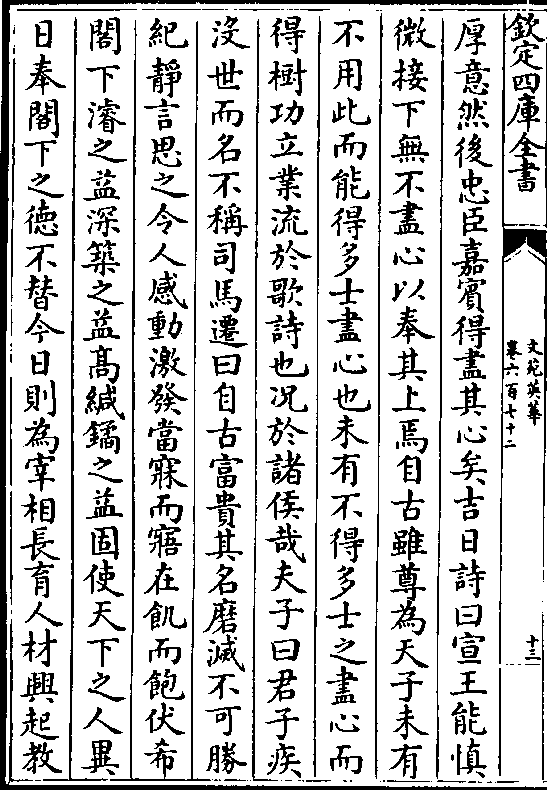 欽定四庫全書
文苑英華
卷六百七十二
十三
厚意然後忠臣嘉賓得盡其心矣吉日詩曰宣王能慎
微接下無不盡心以奉其上焉自古雖尊為天子未有
不用此而能得多士盡心也未有不得多士之盡心而
得樹功立業流於歌詩也況於諸侯哉夫子曰君子疾
沒世而名不稱司馬遷曰自古富貴其名磨滅不可勝
紀靜言思之令人感動激發當寐而寤在飢而飽伏希
閤下濬之益深築之益高緘鐍之益固使天下之人異
日奉閤下之德不替今日則為宰相長育人材興起教